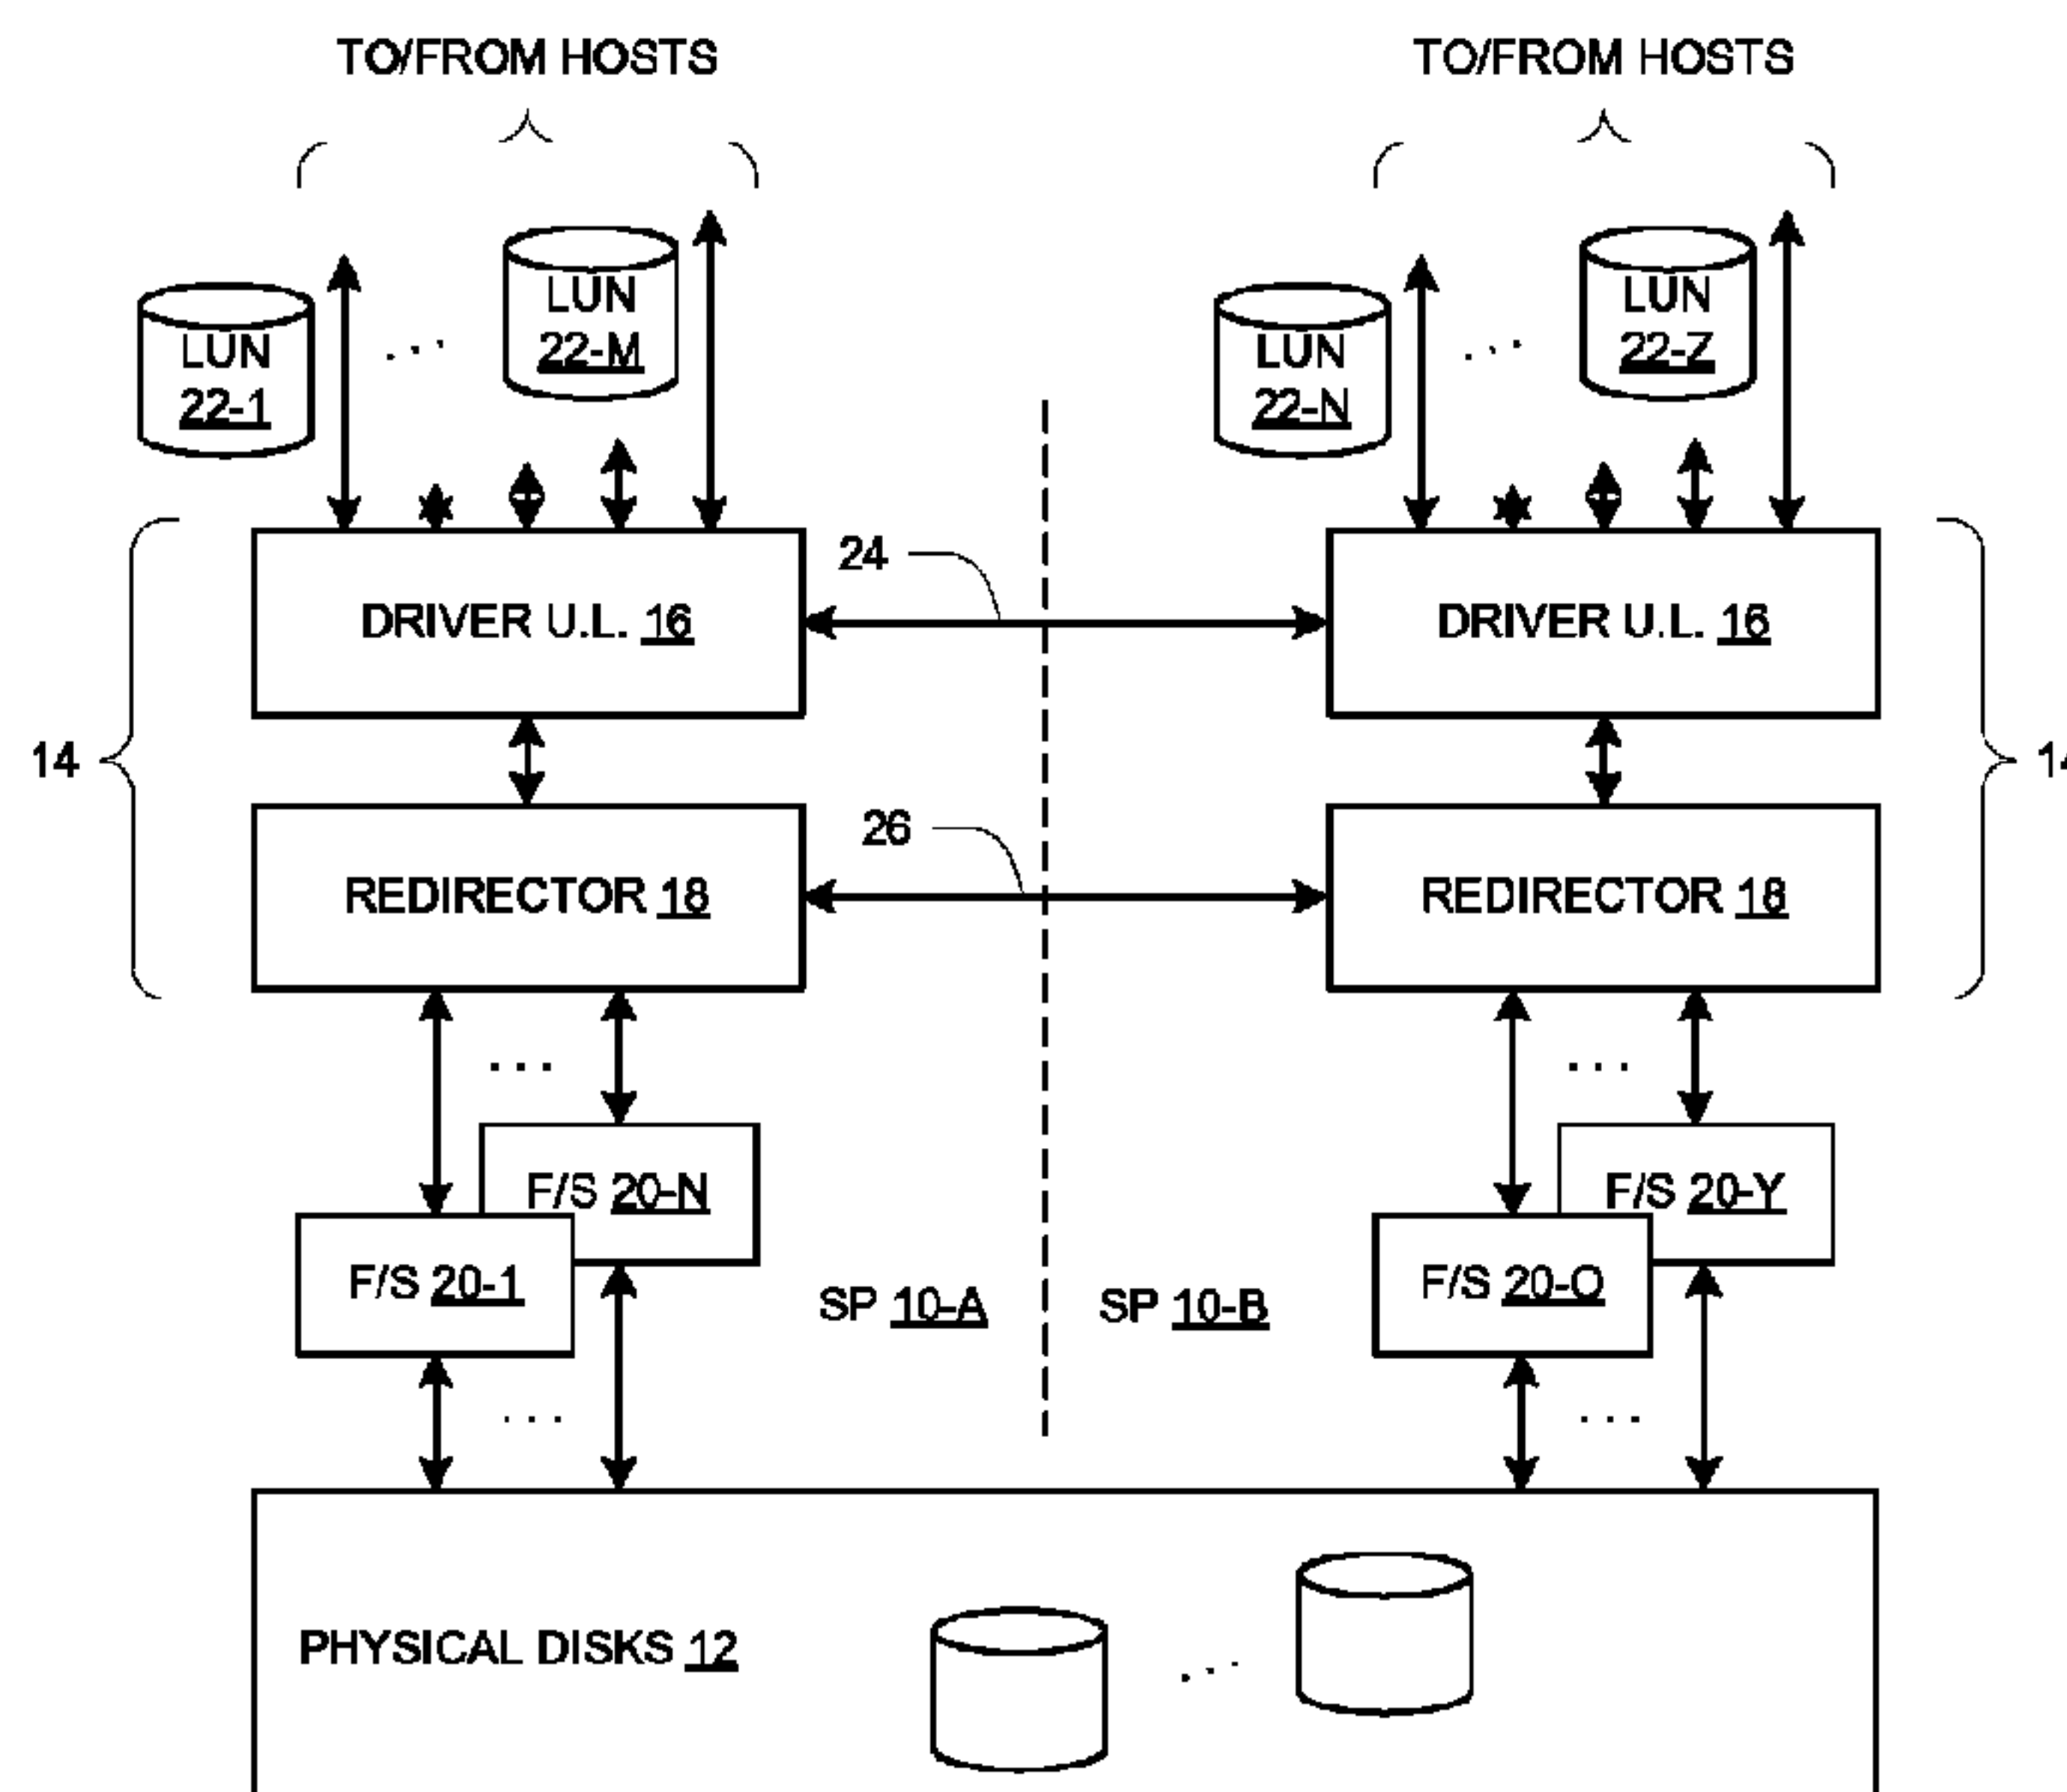 TO/FROM HOSTS
TO/FROM HOSTS
LUN
22-1
...
LUN
22-M
LUN
22-N
...
LUN
22-Z
DRIVER U.L. 16
24
DRIVER U.L. 16
14
14
REDIRECTOR 18
26
REDIRECTOR 18
...
...
F/S 20-N
F/S 20-Y
F/S 20-1
F/S 20-O
SP 10-A
SP 10-B
...
...
PHYSICAL DISKS 12
...